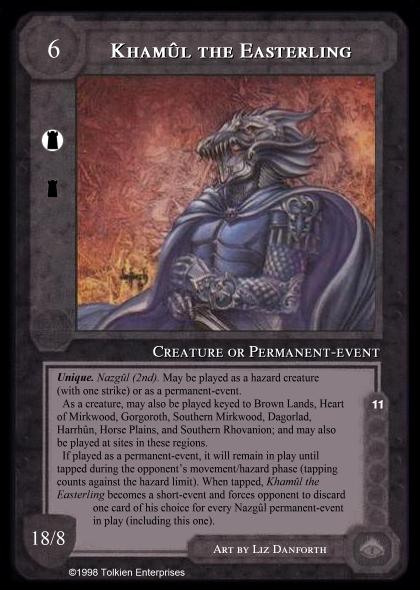 6
KHAMÛL THE EASTERLING
CREATURE OR PERMANENT-EVENT
Unique. Nazgûl (2nd). May be played as a hazard creature
(with one strike) or as a permanent-event.
As a creature, may also be played keyed to Brown Lands, Heart
of Mirkwood, Gorgoroth, Southern Mirkwood, Dagorlad,
Harrhûn, Horse Plains, and Southern Rhovanion; and may also
be played at sites in these regions.
If played as a permanent-event, it will remain in play until
tapped during the opponent's movement/hazard phase (tapping
counts against the hazard limit). When tapped, Khamûl the
Easterling becomes a short-event and forces opponent to discard
one card of his choice for every Nazgûl permanent-event
in play (including this one).
11
18/8
ART BY LIZ DANFORTH
©1998 Tolkien Enterprises